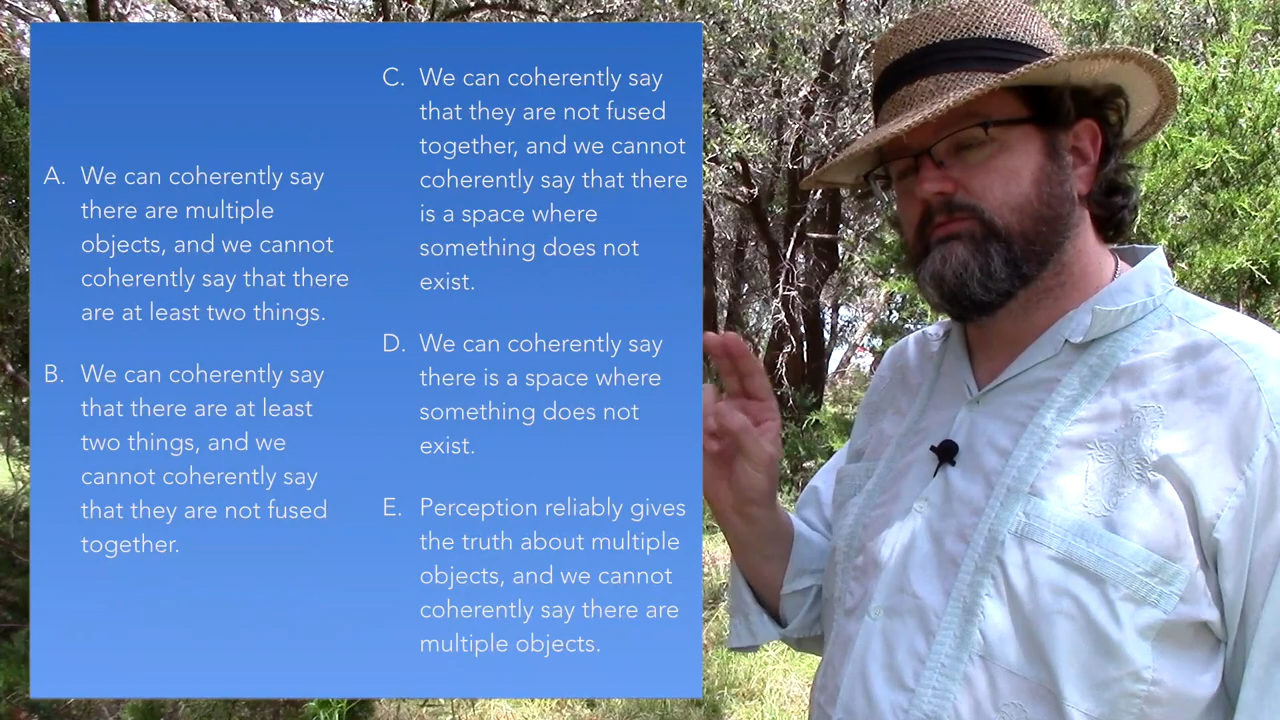 A. We can coherently say
there are multiple
objects, and we cannot
coherently say that there
are at least two things.
B. We can coherently say
that there are at least
two things, and we
cannot coherently say
that they are not fused
together.
C. We can coherently say
that they are not fused
together, and we cannot
coherently say that there
is a space where
something does not
exist.
D. We can coherently say
there is a space where
something does not
exist.
E. Perception reliably gives
the truth about multiple
objects, and we cannot
coherently say there are
multiple objects.